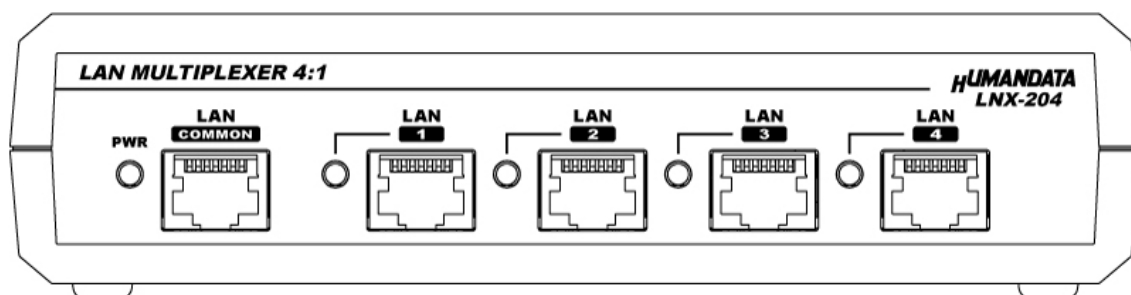 LAN MULTIPLEXER 4:1
HUMANDATA
LNX-204
PWR
LAN
COMMON
LAN
1
LAN
2
LAN
3
LAN
4